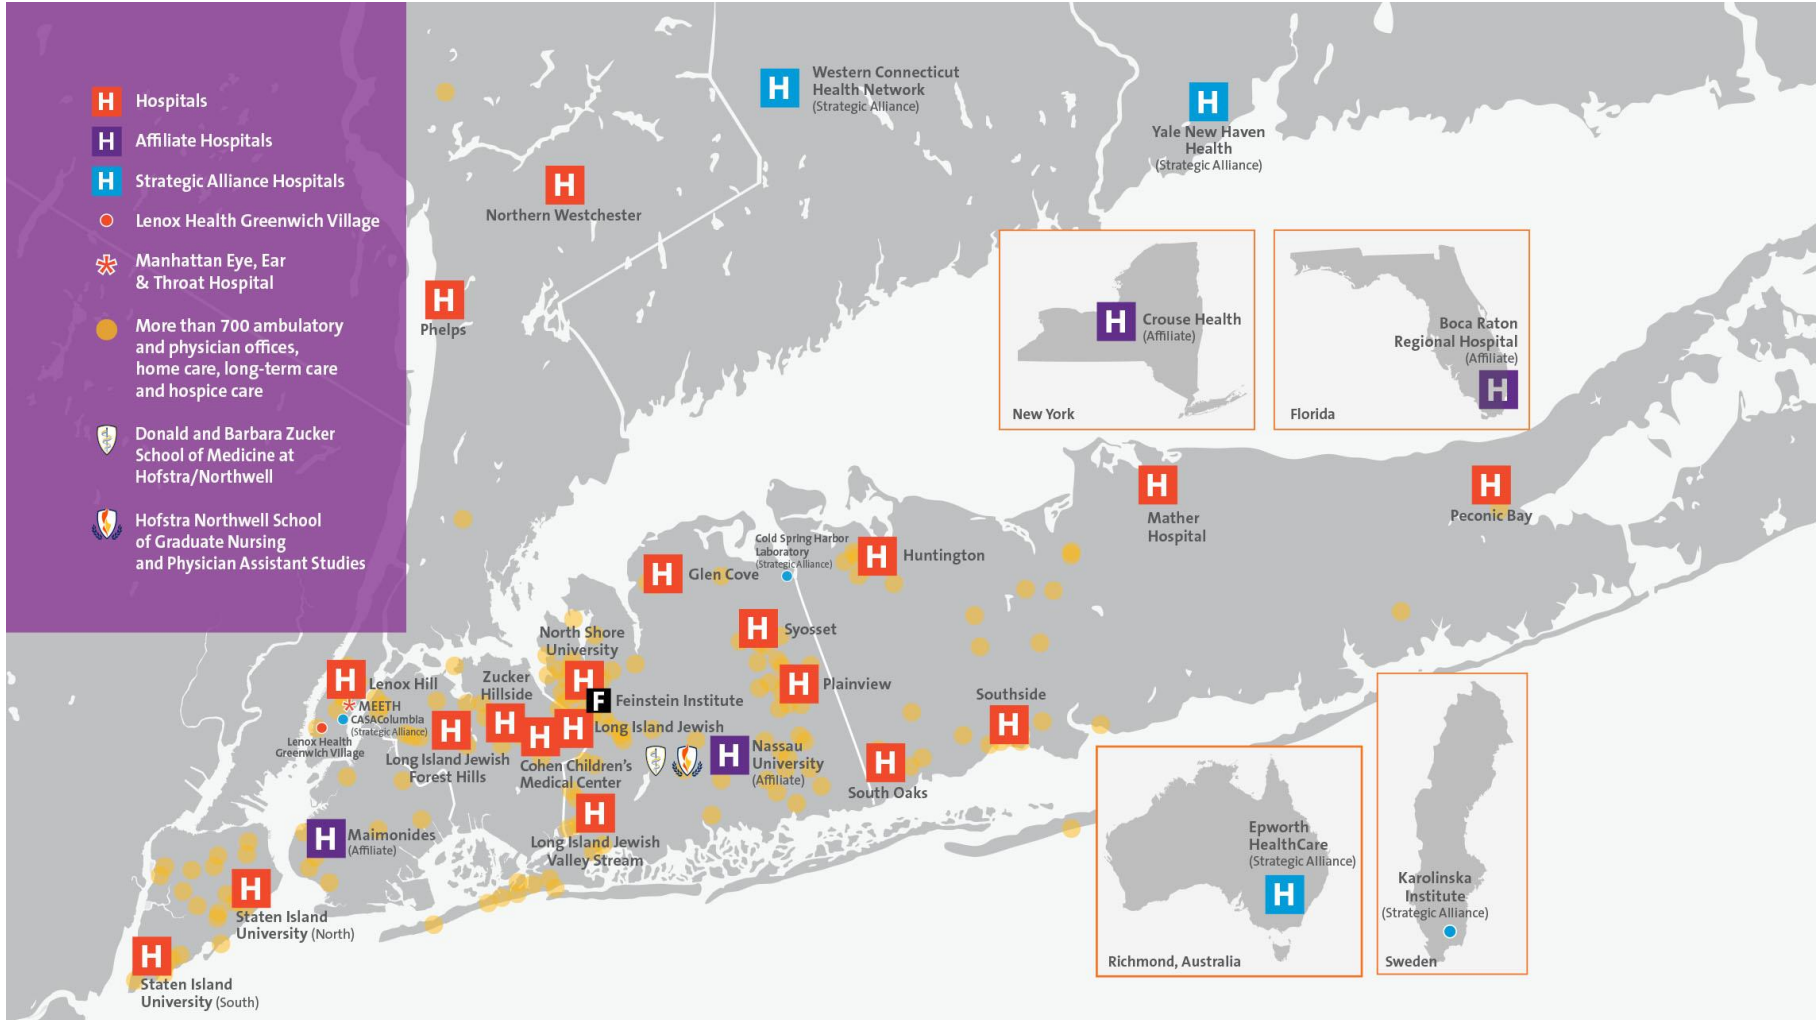 H Hospitals
H Affiliate Hospitals
H Strategic Alliance Hospitals
Lenox Health Greenwich Village
Manhattan Eye, Ear
& Throat Hospital
More than 700 ambulatory
and physician offices,
home care, long-term care
and hospice care
Donald and Barbara Zucker
School of Medicine at
Hofstra/Northwell
Hofstra Northwell School
of Graduate Nursing
and Physician Assistant Studies
H
Western Connecticut
Health Network
(Strategic Alliance)
H
Yale New Haven
Health
(Strategic Alliance)
H
Northern Westchester
H
Phelps
H
Crouse Health
(Affiliate)
New York
Boca Raton
Regional Hospital
(Affiliate)
H
Florida
H
Mather
Hospital
H
Peconic Bay
Cold Spring Harbor
Laboratory
(Strategic Alliance)
H
Huntington
H
Glen Cove
H
Syosset
North Shore
University
H
F
Feinstein Institute
H
Plainview
Southside
H
H
Lenox Hill
MEETH
CASAColumbia
(Strategic Alliance)
Lenox Health
Greenwich Village
Zucker
Hillside
H
H
Long Island Jewish
Forest Hills
H
Cohen Children's
Medical Center
H
Long Island Jewish
H
Nassau
University
(Affiliate)
H
South Oaks
H
Long Island Jewish
Valley Stream
H
Maimonides
(Affiliate)
H
Staten Island
University (North)
H
Staten Island
University (South)
Epworth
HealthCare
(Strategic Alliance)
H
Richmond, Australia
Karolinska
Institute
(Strategic Alliance)
Sweden